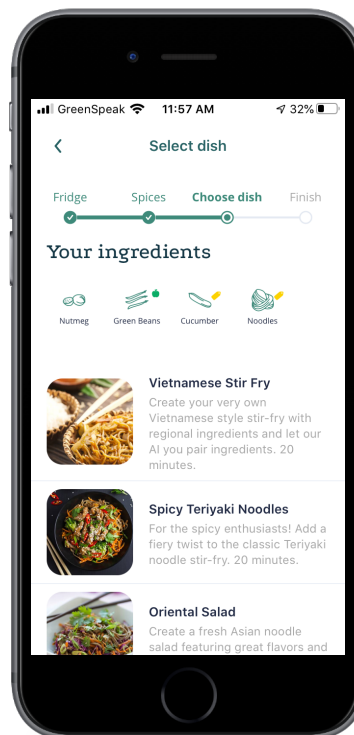 GreenSpeak 11:57 AM 32%
Select dish
Fridge Spices Choose dish Finish
Your ingredients
Nutmeg Green Beans Cucumber Noodles
Vietnamese Stir Fry
Create your very own
Vietnamese style stir-fry with
regional ingredients and let our
AI you pair ingredients. 20
minutes.
Spicy Teriyaki Noodles
For the spicy enthusiasts! Add a
fiery twist to the classic Teriyaki
noodle stir-fry. 20 minutes.
Oriental Salad
Create a fresh Asian noodle
salad featuring great flavors and